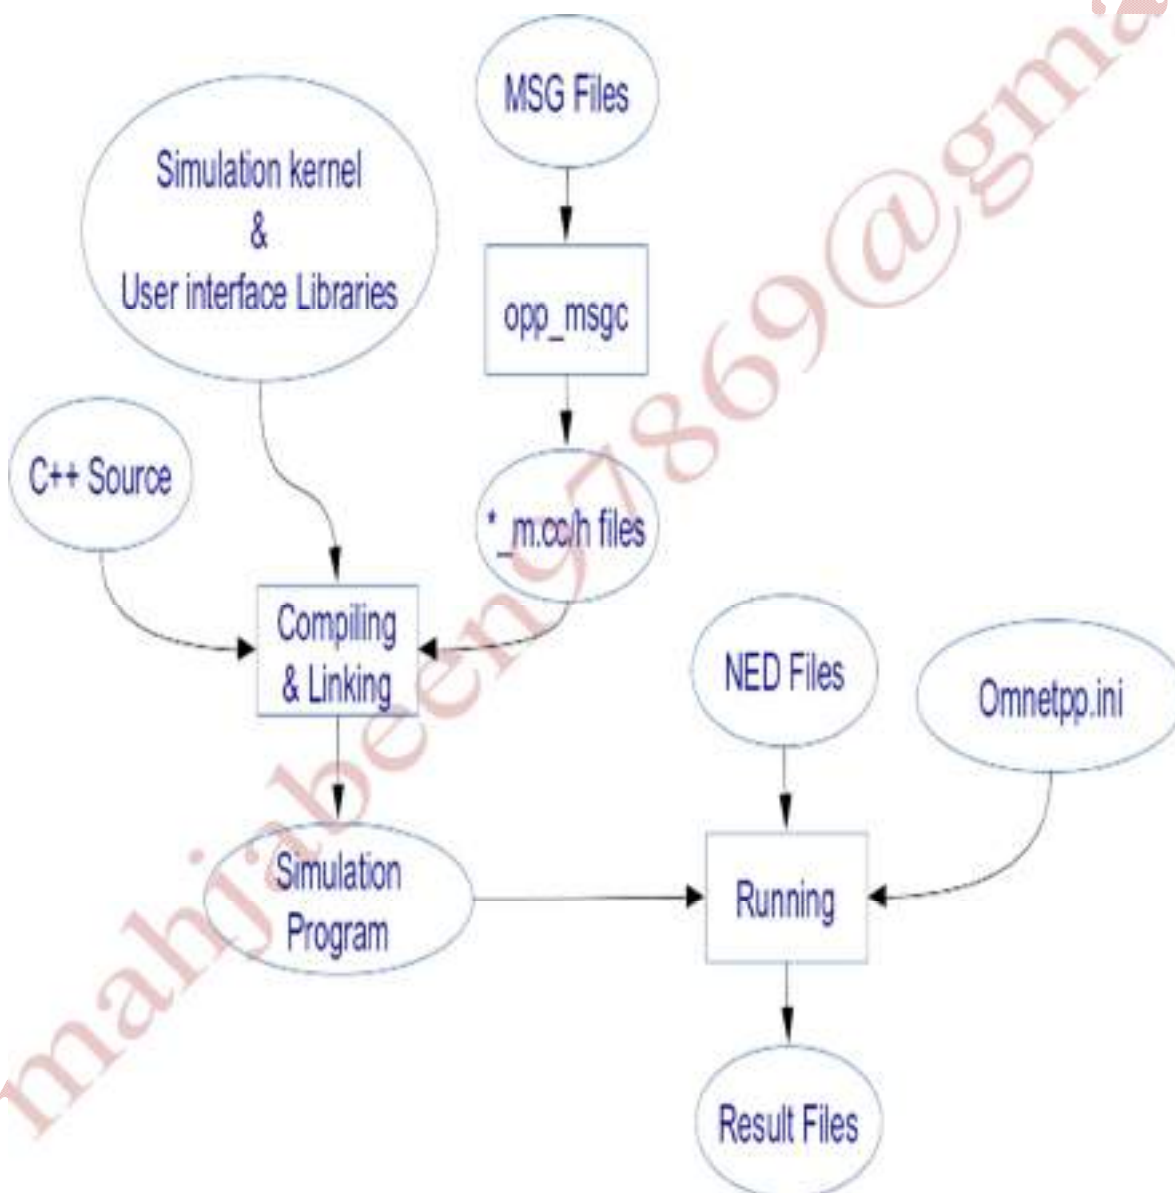 MSG Files
Simulation kernel
&
User interface Libraries
opp_msgc
C++ Source
*_m.cc/h files
Compiling
& Linking
NED Files
Omnetpp.ini
Simulation
Program
Running
Result Files
mahjabeen97869@gma